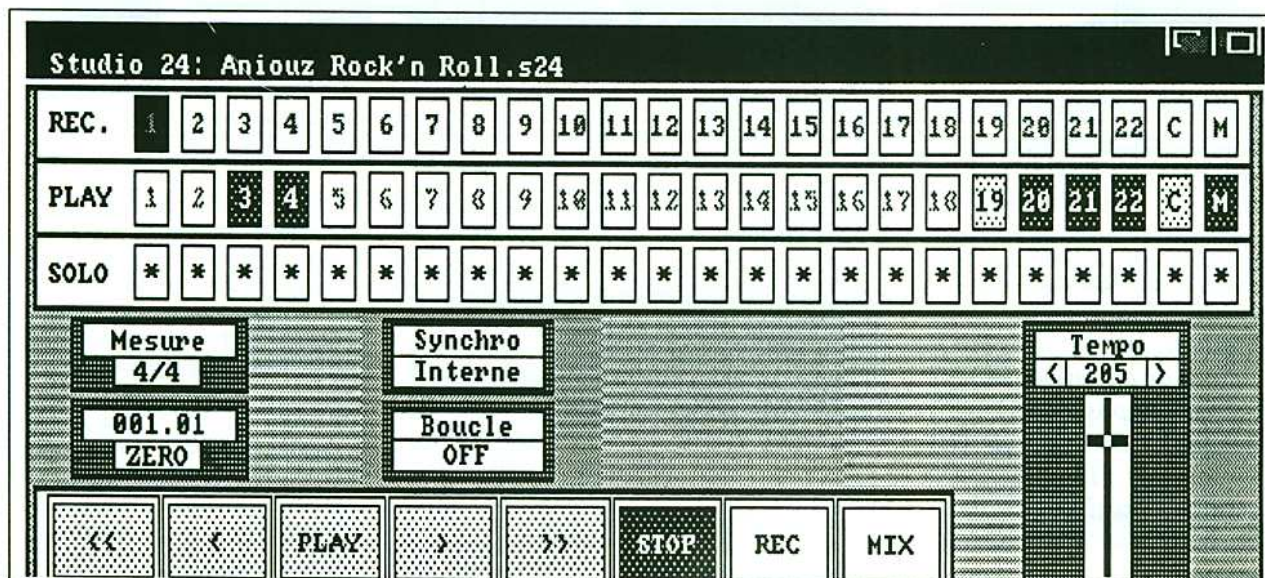 Studio 24: Aniouz Rock'n Roll.s24
REC. 1 2 3 4 5 6 7 8 9 10 11 12 13 14 15 16 17 18 19 20 21 22 C M
PLAY 1 2 3 4 5 6 7 8 9 10 11 12 13 14 15 16 17 18 19 20 21 22 C M
SOLO * * * * * * * * * * * * * * * * * * * * * * * *
Mesure Synchro Tempo
4/4 Interne < 205 >
001.01 Boucle
ZERO OFF
<< < PLAY > >> STOP REC MIX